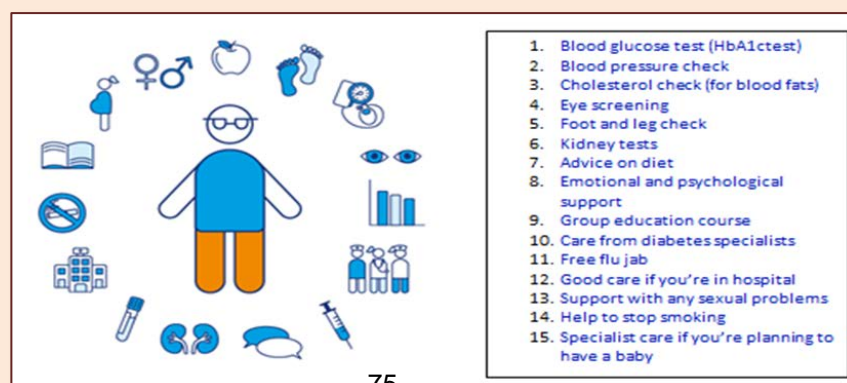 1. Blood glucose test (HbA1ctest)
2. Blood pressure check
3. Cholesterol check (for blood fats)
4. Eye screening
5. Foot and leg check
6. Kidney tests
7. Advice on diet
8. Emotional and psychological
support
9. Group education course
10. Care from diabetes specialists
11. Free flu jab
12. Good care if you're in hospital
13. Support with any sexual problems
14. Help to stop smoking
15. Specialist care if you're planning to
have a baby
75